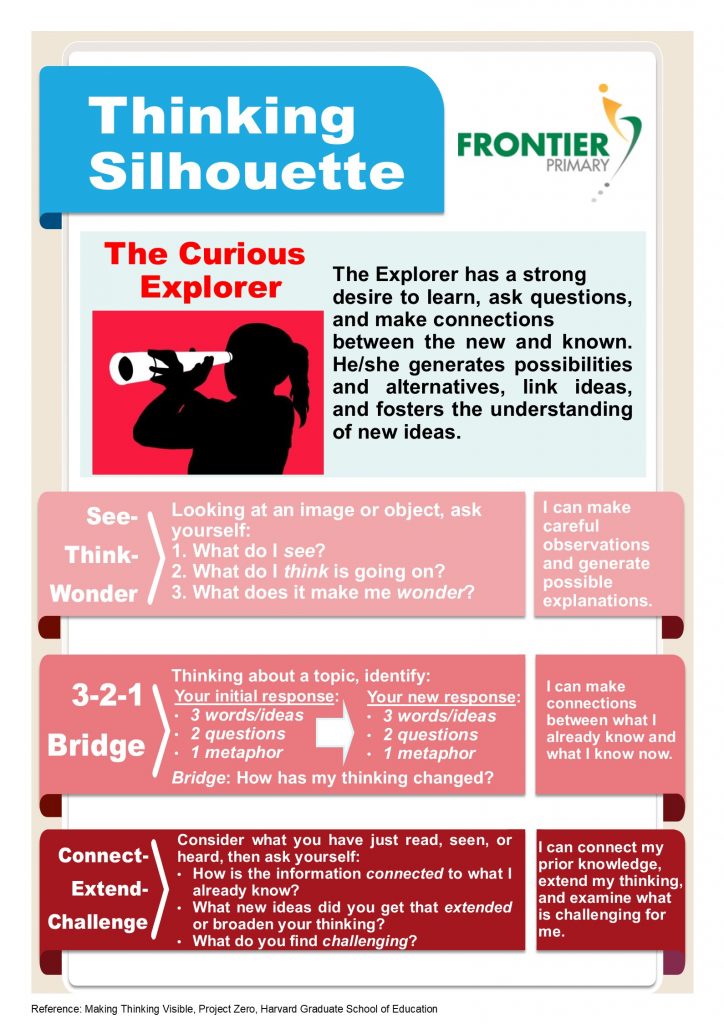 Thinking
Silhouette
FRONTIER
PRIMARY
The Curious
Explorer
The Explorer has a strong
desire to learn, ask questions,
and make connections
between the new and known.
He/she generates possibilities
and alternatives, link ideas,
and fosters the understanding
of new ideas.
See-
Think-
Wonder
Looking at an image or object, ask
yourself:
1. What do I see?
2. What do I think is going on?
3. What does it make me wonder?
I can make
careful
observations
and generate
possible
explanations.
3-2-1
Bridge
Thinking about a topic, identify:
Your initial response:
• 3 words/ideas
• 2 questions
• 1 metaphor
Your new response:
• 3 words/ideas
• 2 questions
• 1 metaphor
Bridge: How has my thinking changed?
I can make
connections
between what I
already know and
what I know now.
Connect-
Extend-
Challenge
Consider what you have just read, seen, or
heard, then ask yourself:
• How is the information connected to what I
already know?
• What new ideas did you get that extended
or broaden your thinking?
• What do you find challenging?
I can connect my
prior knowledge,
extend my thinking,
and examine what
is challenging for
me.
Reference: Making Thinking Visible, Project Zero, Harvard Graduate School of Education